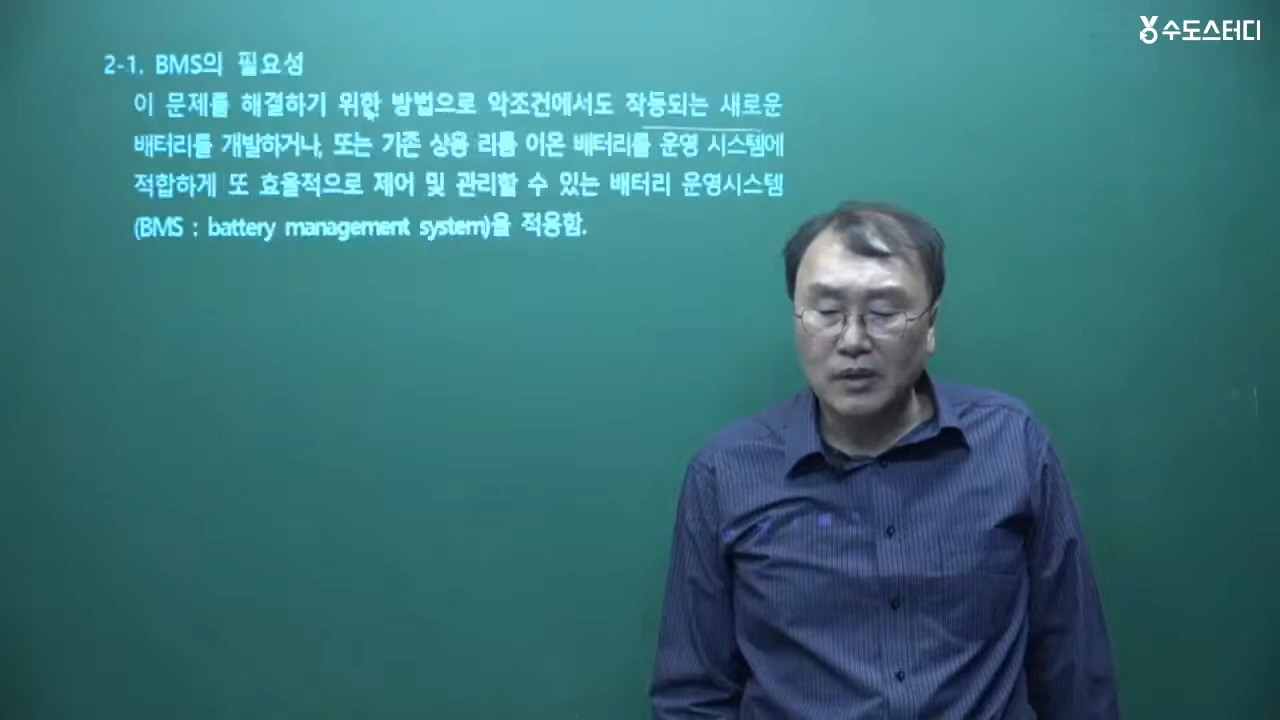 수도스터디
2-1. BMS의 필요성
이 문제를 해결하기 위한 방법으로 악조건에서도 작동되는 새로운
배터리를 개발하거나, 또는 기존 상용 리튬 이온 배터리를 운영 시스템에
적합하게 또 효율적으로 제어 및 관리할 수 있는 배터리 운영시스템
(BMS : battery management system)을 적용함.